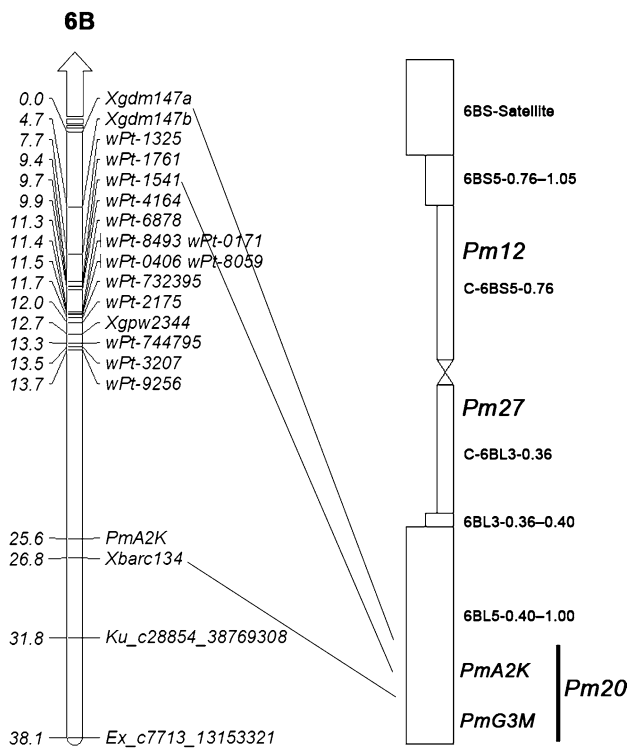 6B
0.0 Xgdm147a
4.7 Xgdm147b
7.7 wPt-1325
9.4 wPt-1761
9.7 wPt-1541
9.9 wPt-4164
11.3 wPt-6878
11.4 wPt-8493 wPt-0171
11.5 wPt-0406 wPt-8059
11.7 wPt-732395
12.0 wPt-2175
12.7 Xgpw2344
13.3 wPt-744795
13.5 wPt-3207
13.7 wPt-9256
25.6 PmA2K
26.8 Xbarc134
31.8 Ku_c28854_38769308
38.1 Ex_c7713_13153321
6BS-Satellite
6BS5-0.76–1.05
Pm12
C-6BS5-0.76
Pm27
C-6BL3-0.36
6BL3-0.36–0.40
6BL5-0.40–1.00
PmA2K
Pm20
PmG3M